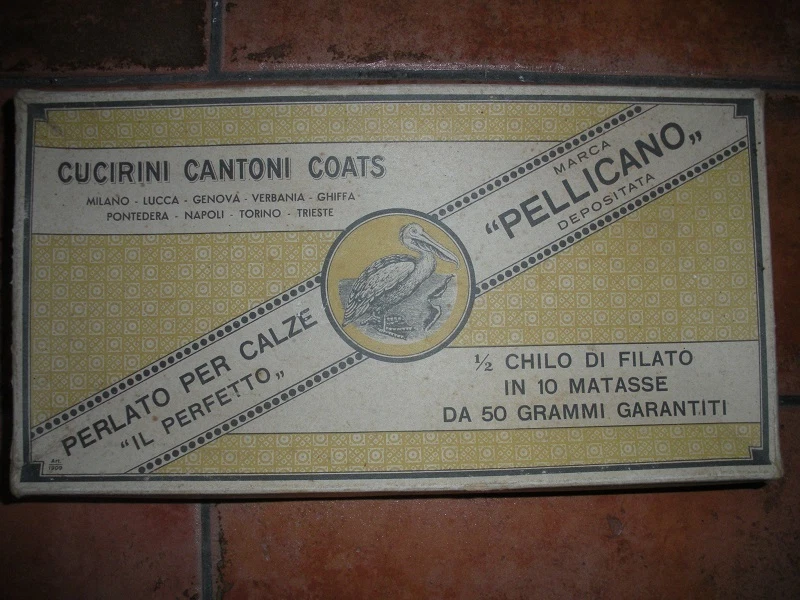 CUCIRINI CANTONI COATS
MILANO - LUCCA - GENOVA - VERBANIA - GHIFFA
PONTEDERA - NAPOLI - TORINO - TRIESTE
MARCA
"PELLICANO„
DEPOSITATA
PERLATO PER CALZE
"IL PERFETTO„
½ CHILO DI FILATO
IN 10 MATASSE
DA 50 GRAMMI GARANTITI